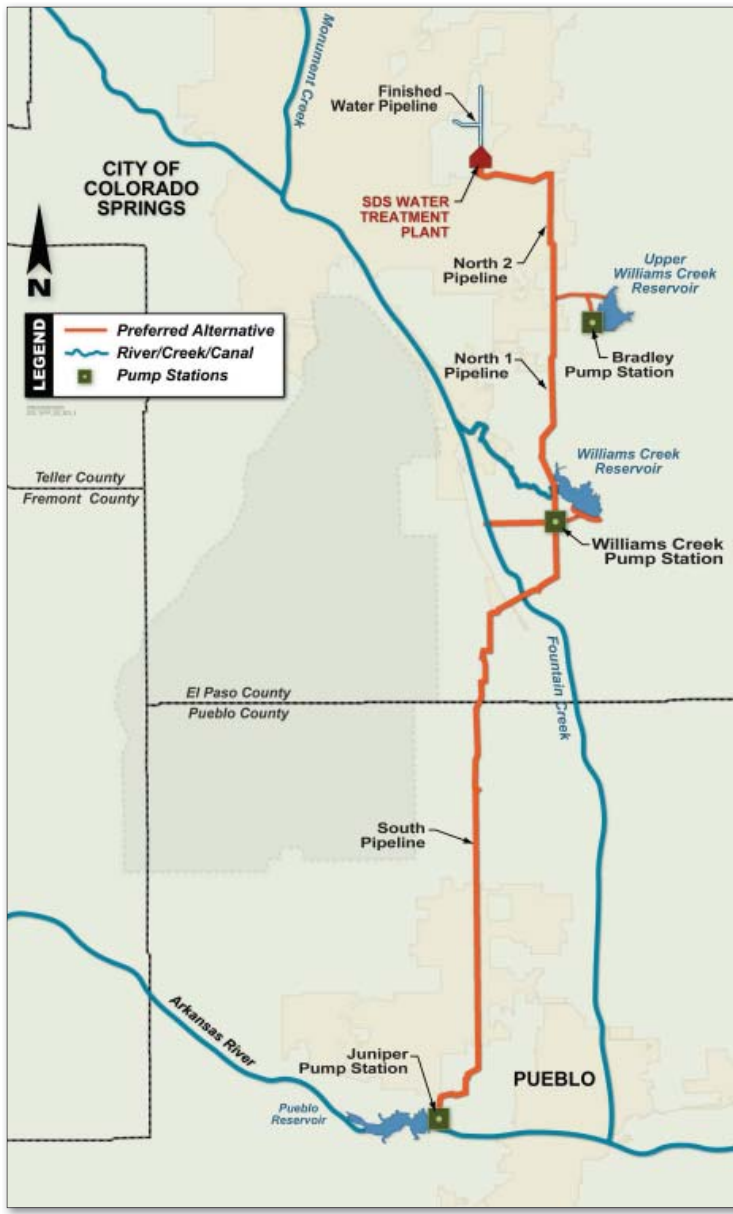 Monument Creek
Finished
Water Pipeline
CITY OF
COLORADO
SPRINGS
SDS WATER
TREATMENT
PLANT
N
North 2
Pipeline
Upper
Williams Creek
Reservoir
LEGEND
Preferred Alternative
River/Creek/Canal
Pump Stations
Bradley
Pump Station
North 1
Pipeline
Williams Creek
Reservoir
Teller County
Fremont County
Williams Creek
Pump Station
Fountain Creek
El Paso County
Pueblo County
South
Pipeline
Arkansas River
Juniper
Pump Station
PUEBLO
Pueblo
Reservoir